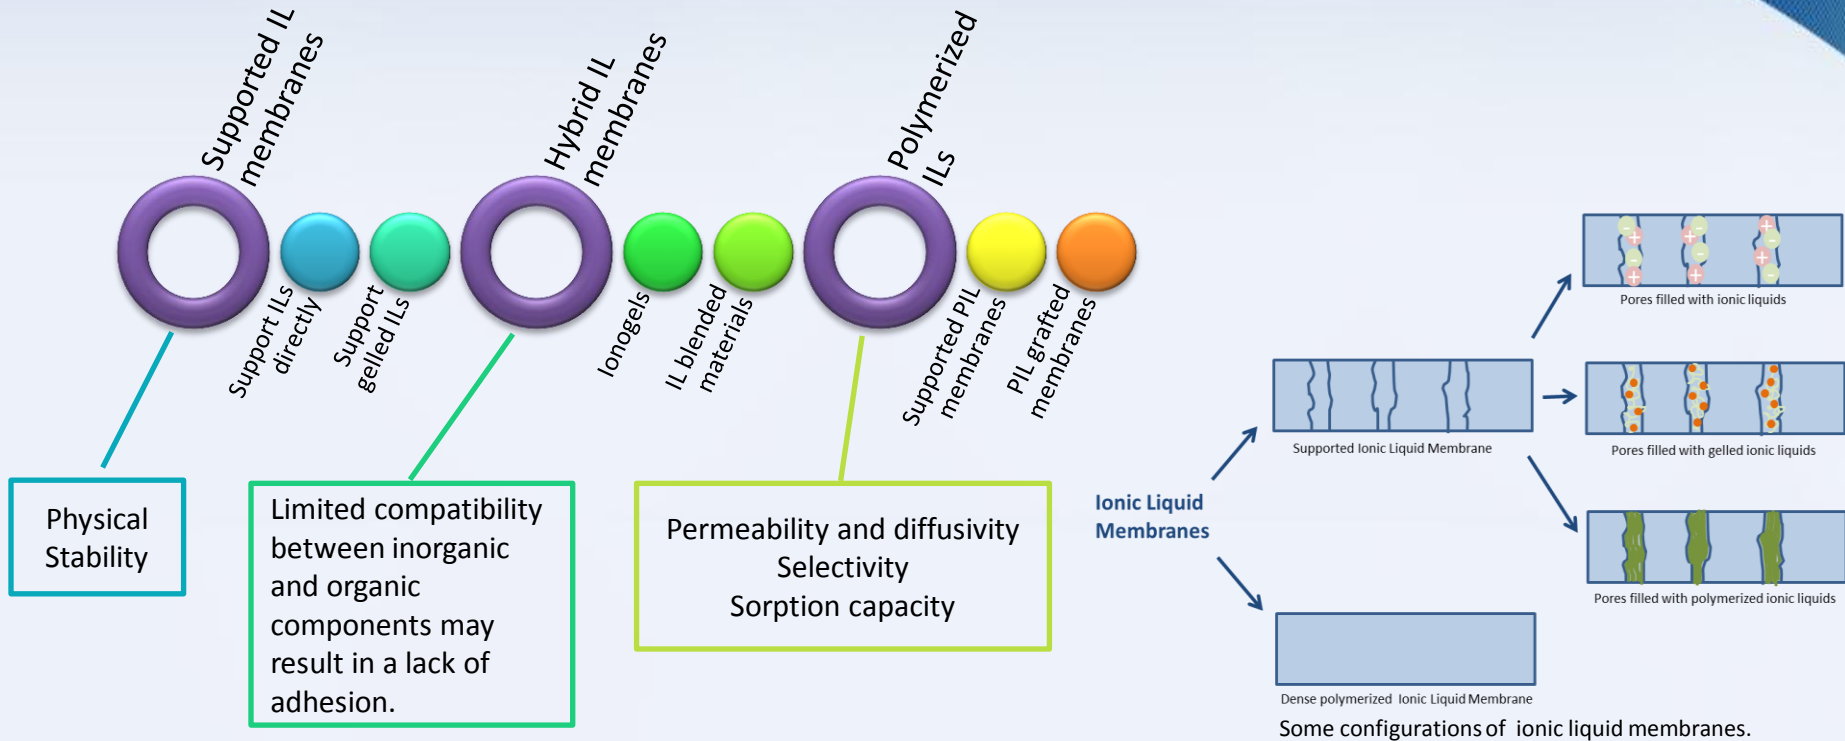 Supported IL
membranes
Support ILs
directly
Support
gelled ILs
Hybrid IL
membranes
Ionogels
IL blended
materials
Polymerized
ILs
Supported PIL
membranes
PIL grafted
membranes
Physical
Stability
Limited compatibility
between inorganic
and organic
components may
result in a lack of
adhesion.
Permeability and diffusivity
Selectivity
Sorption capacity
Ionic Liquid
Membranes
Supported Ionic Liquid Membrane
Pores filled with ionic liquids
Pores filled with gelled ionic liquids
Pores filled with polymerized ionic liquids
Dense polymerized Ionic Liquid Membrane
Some configurations of ionic liquid membranes.